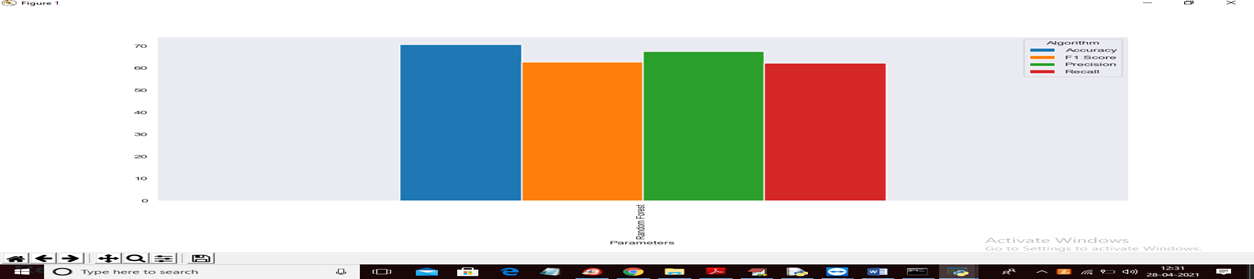 Figure 1
Algorithm
Accuracy
F1 Score
Precision
Recall
70
60
50
40
30
20
10
0
Random Forest
Parameters
Activate Windows
Go to Settings to activate Windows.
Type here to search
12:31
28-04-2021